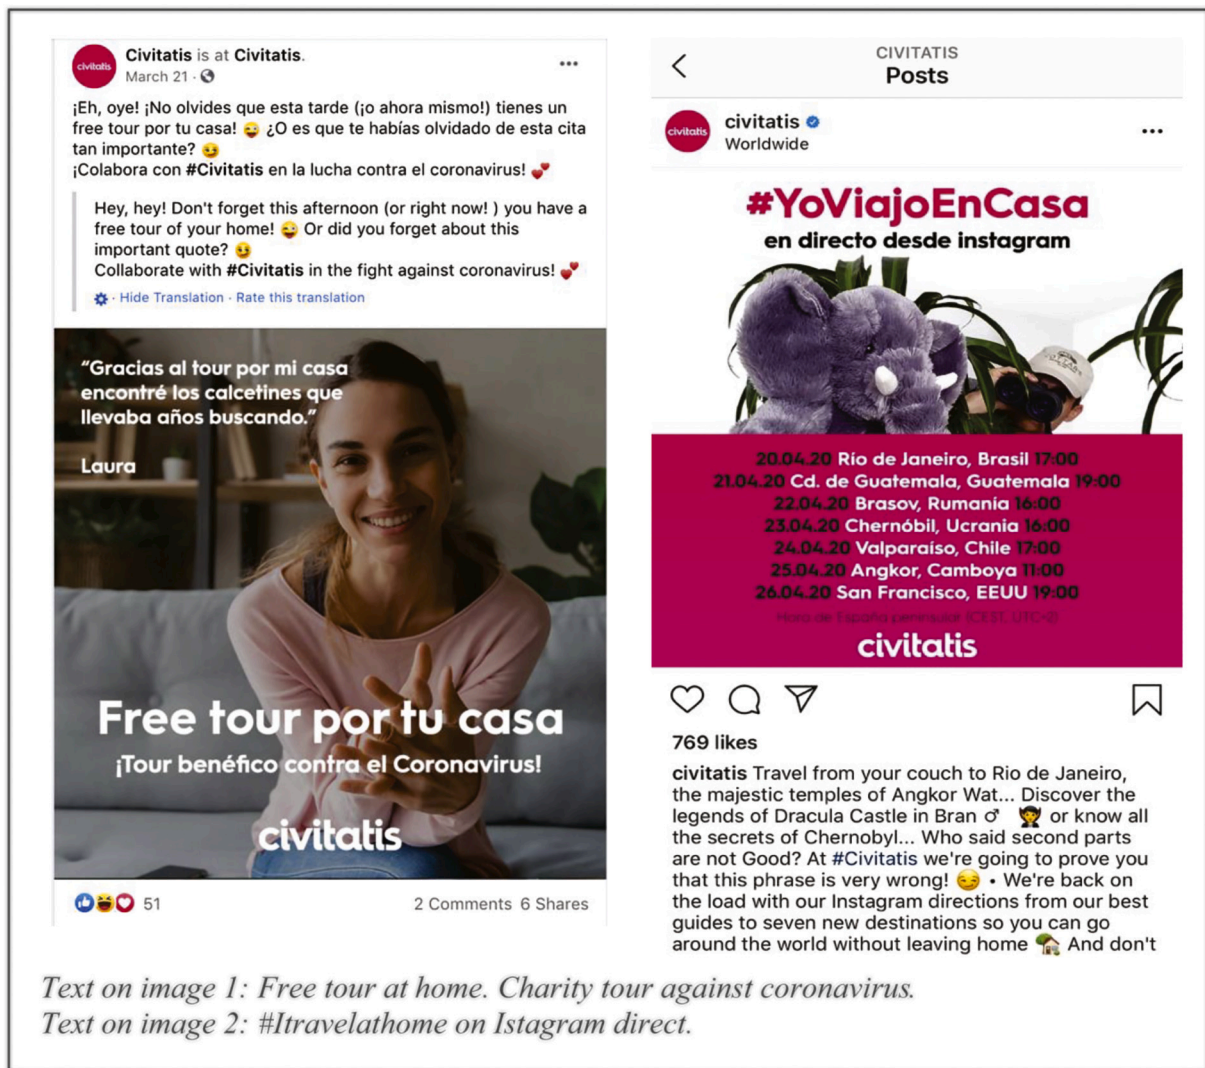 Civitatis is at Civitatis.
civitatis
March 21
¡Eh, oye! ¡No olvides que esta tarde (¡o ahora mismo!) tienes un
free tour por tu casa! ¿O es que te habías olvidado de esta cita
tan importante?
¡Colabora con #Civitatis en la lucha contra el coronavirus!
Hey, hey! Don't forget this afternoon (or right now! ) you have a
free tour of your home! Or did you forget about this
important quote?
Collaborate with #Civitatis in the fight against coronavirus!
· Hide Translation · Rate this translation
“Gracias al tour por mi casa
encontré los calcetines que
llevaba años buscando.”
Laura
Free tour por tu casa
¡Tour benéfico contra el Coronavirus!
civitatis
51
2 Comments 6 Shares
CIVITATIS
Posts
civitatis
civitatis
Worldwide
#YoViajoEnCasa
en directo desde instagram
20.04.20 Río de Janeiro, Brasil 17:00
21.04.20 Cd. de Guatemala, Guatemala 19:00
22.04.20 Brasov, Rumanía 16:00
23.04.20 Chernóbil, Ucrania 16:00
24.04.20 Valparaíso, Chile 17:00
25.04.20 Angkor, Camboya 11:00
26.04.20 San Francisco, EEUU 19:00
Hora de España peninsular (CEST, UTC+2)
civitatis
769 likes
civitatis Travel from your couch to Rio de Janeiro,
the majestic temples of Angkor Wat... Discover the
legends of Dracula Castle in Bran ♂ or know all
the secrets of Chernobyl... Who said second parts
are not Good? At #Civitatis we're going to prove you
that this phrase is very wrong! • We're back on
the load with our Instagram directions from our best
guides to seven new destinations so you can go
around the world without leaving home And don't
Text on image 1: Free tour at home. Charity tour against coronavirus.
Text on image 2: #Itravelathome on Istagram direct.